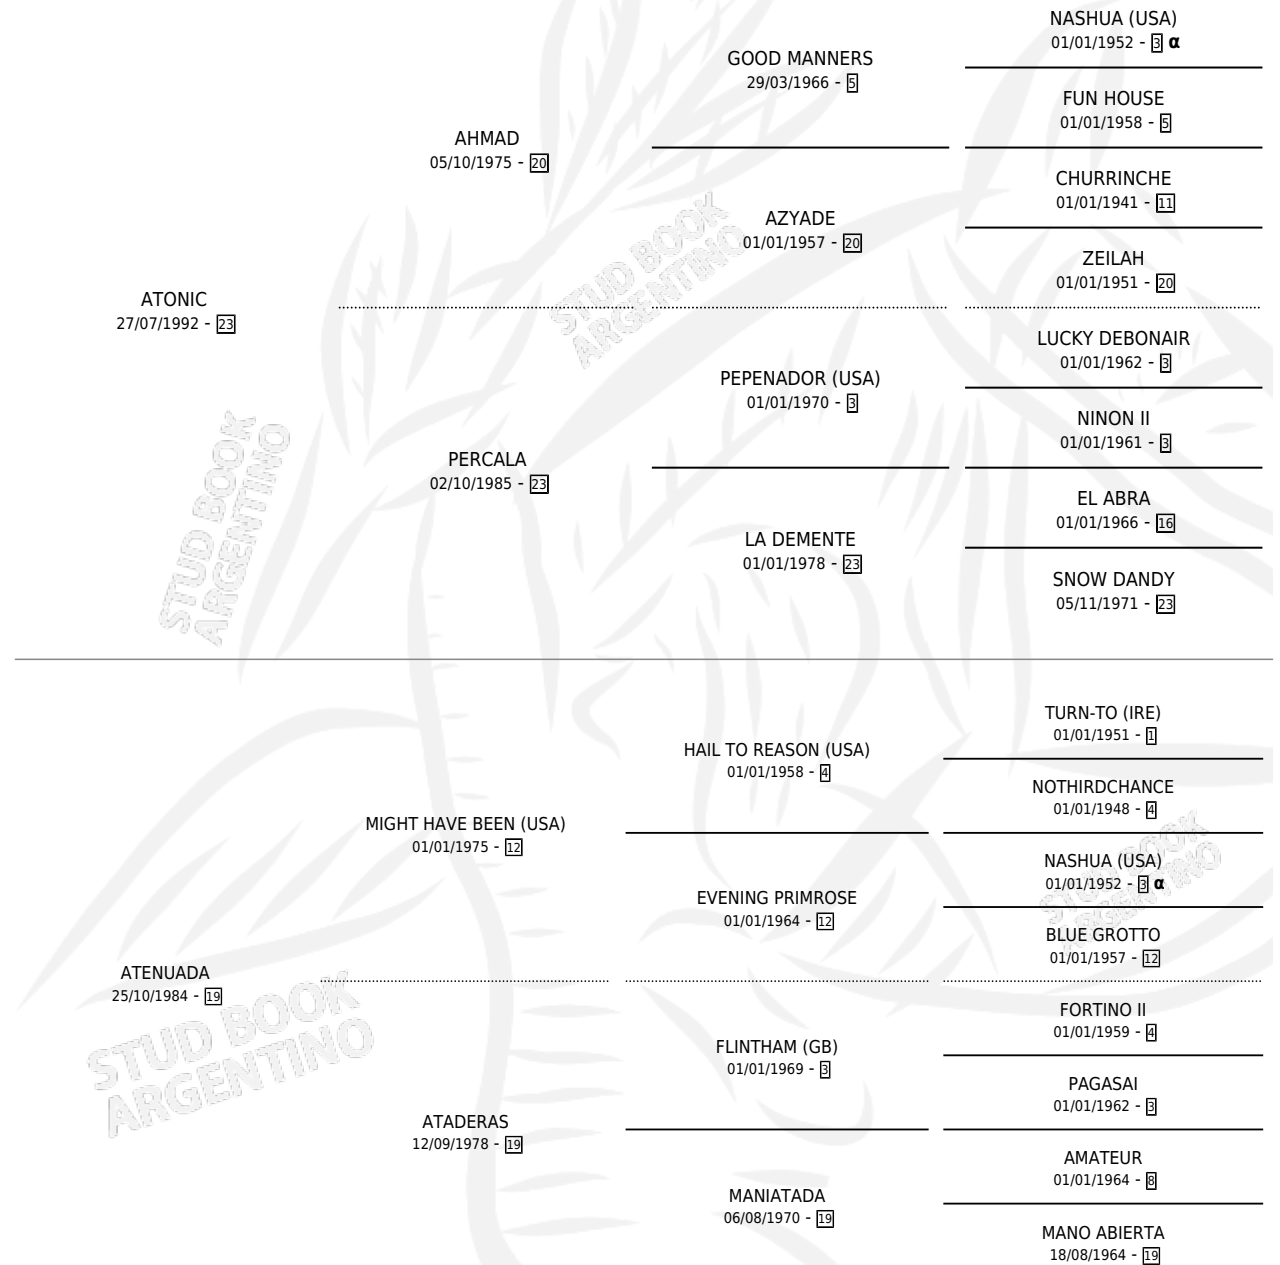 NASHUA (USA)
01/01/1952 - 3 α
GOOD MANNERS
29/03/1966 - 5
FUN HOUSE
01/01/1958 - 5
AHMAD
05/10/1975 - 20
CHURRINCHE
01/01/1941 - 11
AZYADE
01/01/1957 - 20
ZEILAH
01/01/1951 - 20
ATONIC
27/07/1992 - 23
LUCKY DEBONAIR
01/01/1962 - 3
PEPENADOR (USA)
01/01/1970 - 3
NINON II
01/01/1961 - 3
PERCALA
02/10/1985 - 23
EL ABRA
01/01/1966 - 16
LA DEMENTE
01/01/1978 - 23
SNOW DANDY
05/11/1971 - 23
STUD BOOK
ARGENTINO
STUD BOOK
ARGENTINO
TURN-TO (IRE)
01/01/1951 - 1
HAIL TO REASON (USA)
01/01/1958 - 4
NOTHIRDCHANCE
01/01/1948 - 4
MIGHT HAVE BEEN (USA)
01/01/1975 - 12
NASHUA (USA)
01/01/1952 - 3 α
EVENING PRIMROSE
01/01/1964 - 12
BLUE GROTTO
01/01/1957 - 12
ATENUADA
25/10/1984 - 19
FORTINO II
01/01/1959 - 4
FLINTHAM (GB)
01/01/1969 - 3
PAGASAI
01/01/1962 - 3
ATADERAS
12/09/1978 - 19
AMATEUR
01/01/1964 - 8
MANIATADA
06/08/1970 - 19
MANO ABIERTA
18/08/1964 - 19
STUD BOOK
ARGENTINO
STUD BOOK
ARGENTINO